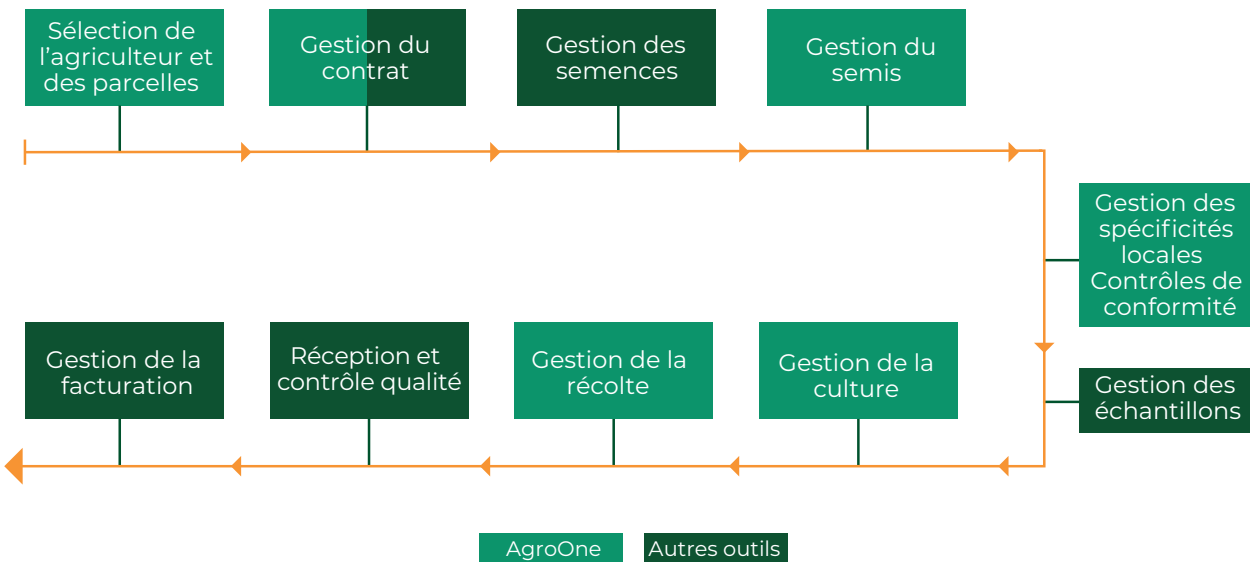 Sélection de
l’agriculteur et
des parcelles
Gestion du
contrat
Gestion des
semences
Gestion du
semis
Gestion des
spécificités
locales
Contrôles de
conformité
Gestion des
échantillons
Gestion de la
culture
Gestion de la
récolte
Réception et
contrôle qualité
Gestion de la
facturation
AgroOne
Autres outils